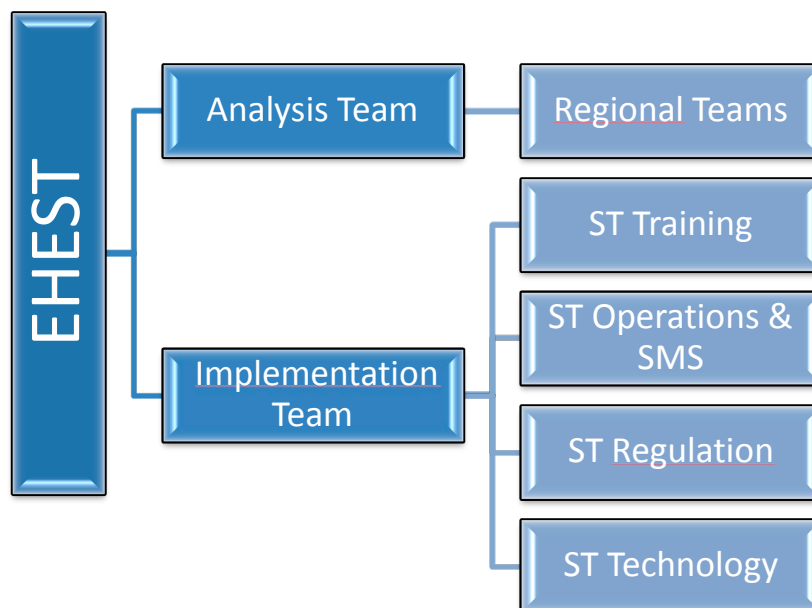 EHEST
Analysis Team
Regional Teams
ST Training
ST Operations &
SMS
Implementation
Team
ST Regulation
ST Technology